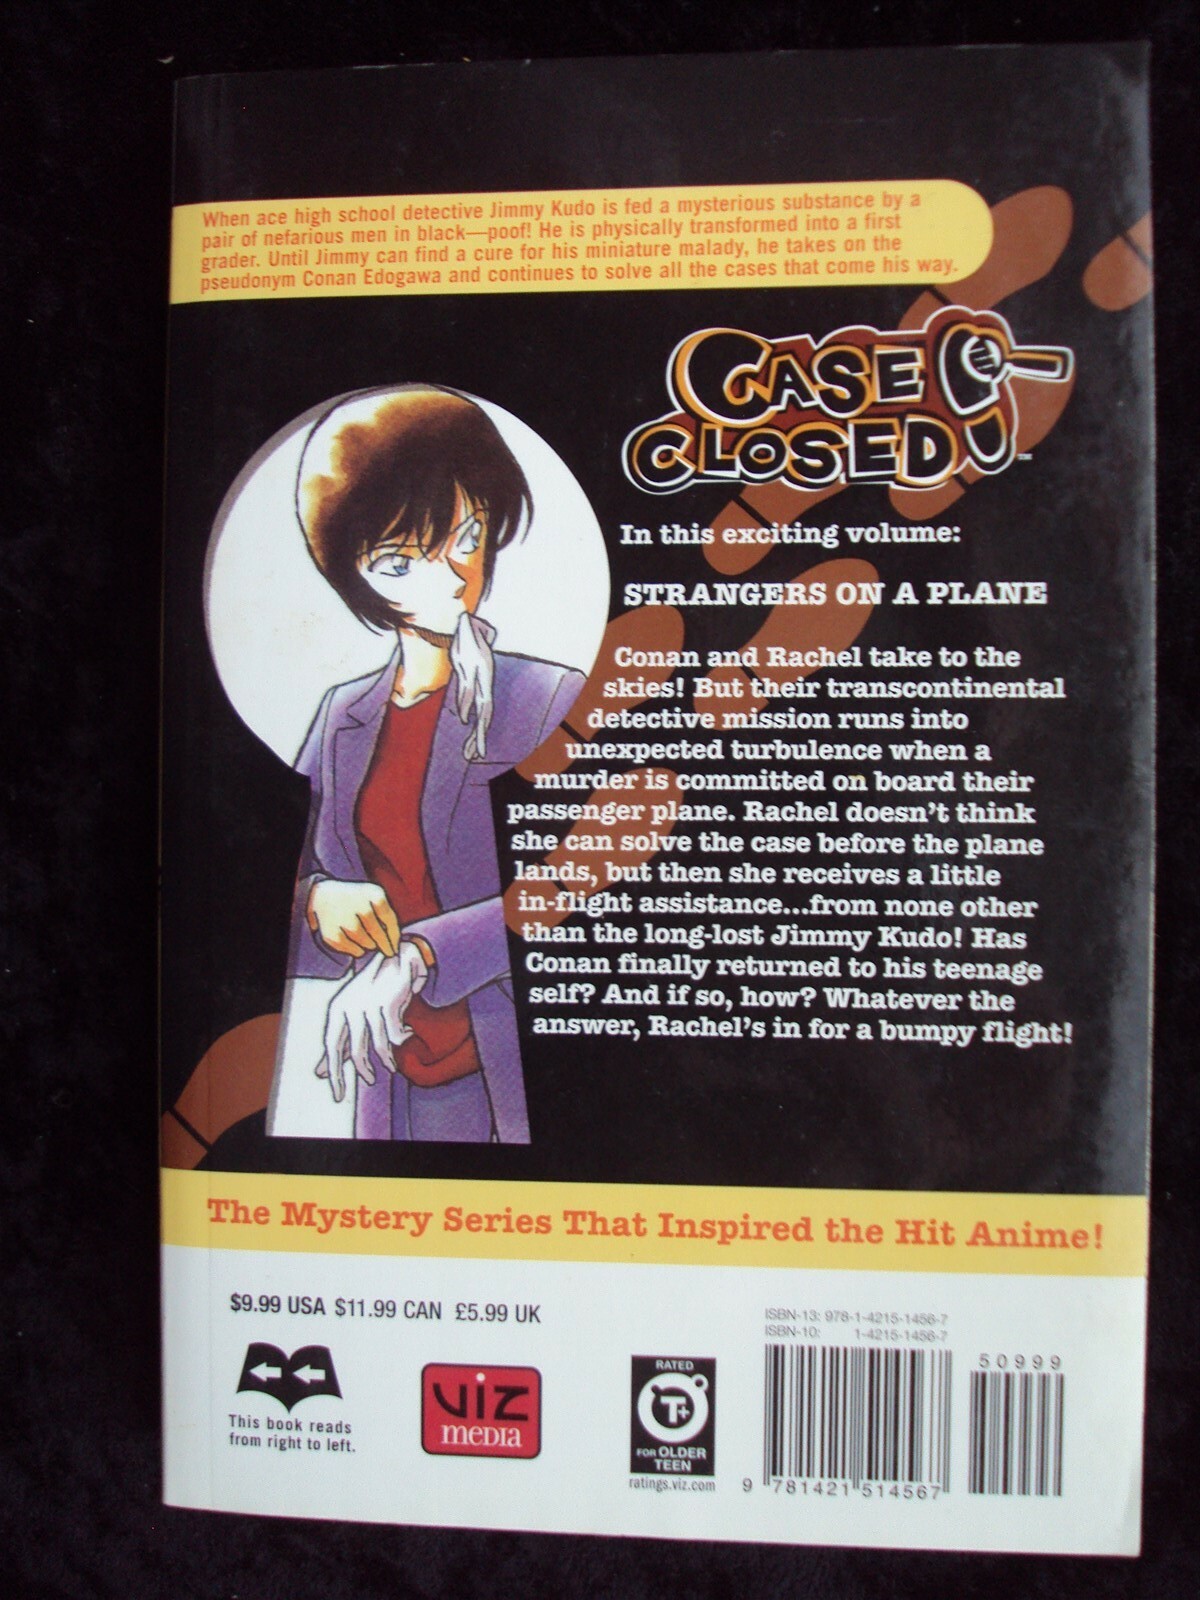 When ace high school detective Jimmy Kudo is fed a mysterious substance by a
pair of nefarious men in black—poof! He is physically transformed into a first
grader. Until Jimmy can find a cure for his miniature malady, he takes on the
pseudonym Conan Edogawa and continues to solve all the cases that come his way.
CASE
CLOSED
TM
In this exciting volume:
STRANGERS ON A PLANE
Conan and Rachel take to the
skies! But their transcontinental
detective mission runs into
unexpected turbulence when a
murder is committed on board their
passenger plane. Rachel doesn't think
she can solve the case before the plane
lands, but then she receives a little
in-flight assistance...from none other
than the long-lost Jimmy Kudo! Has
Conan finally returned to his teenage
self? And if so, how? Whatever the
answer, Rachel's in for a bumpy flight!
The Mystery Series That Inspired the Hit Anime!
$9.99 USA $11.99 CAN £5.99 UK
This book reads
from right to left.
VIZ
MEDIA
RATED
T+
FOR OLDER
TEEN
ratings.viz.com
ISBN-13: 978-1-4215-1456-7
ISBN-10: 1-4215-1456-7
50999
9 781421 514567